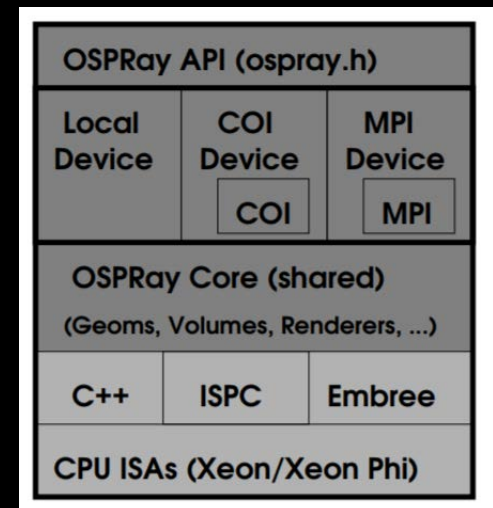 OSPRay API (ospray.h)
Local Device
COI Device
COI
MPI Device
MPI
OSPRay Core (shared)
(Geoms, Volumes, Renderers, ...)
C++
ISPC
Embree
CPU ISAs (Xeon/Xeon Phi)